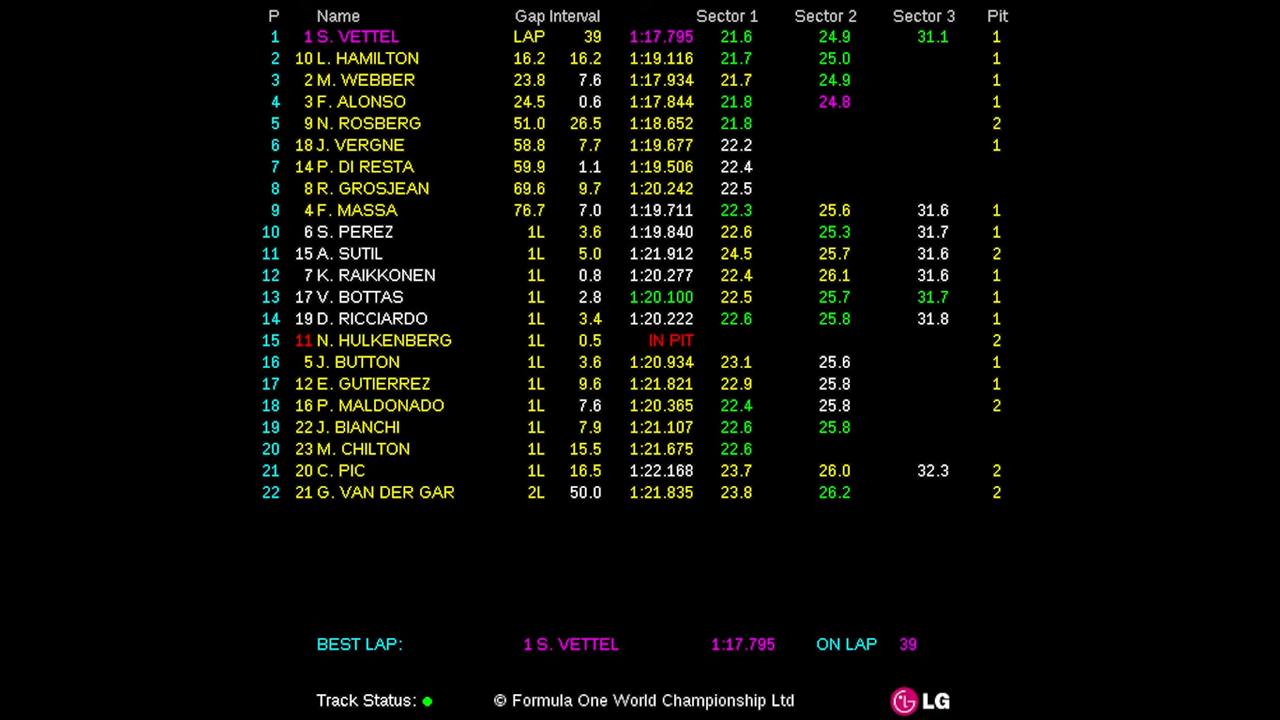 P Name Gap Interval Sector 1 Sector 2 Sector 3 Pit
1 1 S. VETTEL LAP 39 1:17.795 21.6 24.9 31.1 1
2 10 L. HAMILTON 16.2 16.2 1:19.116 21.7 25.0 1
3 2 M. WEBBER 23.8 7.6 1:17.934 21.7 24.9 1
4 3 F. ALONSO 24.5 0.6 1:17.844 21.8 24.8 1
5 9 N. ROSBERG 51.0 26.5 1:18.652 21.8 2
6 18 J. VERGNE 58.8 7.7 1:19.677 22.2 1
7 14 P. DI RESTA 59.9 1.1 1:19.506 22.4
8 8 R. GROSJEAN 69.6 9.7 1:20.242 22.5
9 4 F. MASSA 76.7 7.0 1:19.711 22.3 25.6 31.6 1
10 6 S. PEREZ 1L 3.6 1:19.840 22.6 25.3 31.7 1
11 15 A. SUTIL 1L 5.0 1:21.912 24.5 25.7 31.6 2
12 7 K. RAIKKONEN 1L 0.8 1:20.277 22.4 26.1 31.6 1
13 17 V. BOTTAS 1L 2.8 1:20.100 22.5 25.7 31.7 1
14 19 D. RICCIARDO 1L 3.4 1:20.222 22.6 25.8 31.8 1
15 11 N. HULKENBERG 1L 0.5 IN PIT 2
16 5 J. BUTTON 1L 3.6 1:20.934 23.1 25.6 1
17 12 E. GUTIERREZ 1L 9.6 1:21.821 22.9 25.8 1
18 16 P. MALDONADO 1L 7.6 1:20.365 22.4 25.8 2
19 22 J. BIANCHI 1L 7.9 1:21.107 22.6 25.8
20 23 M. CHILTON 1L 15.5 1:21.675 22.6
21 20 C. PIC 1L 16.5 1:22.168 23.7 26.0 32.3 2
22 21 G. VAN DER GAR 2L 50.0 1:21.835 23.8 26.2 2
BEST LAP: 1 S. VETTEL 1:17.795 ON LAP 39
Track Status: © Formula One World Championship Ltd LG